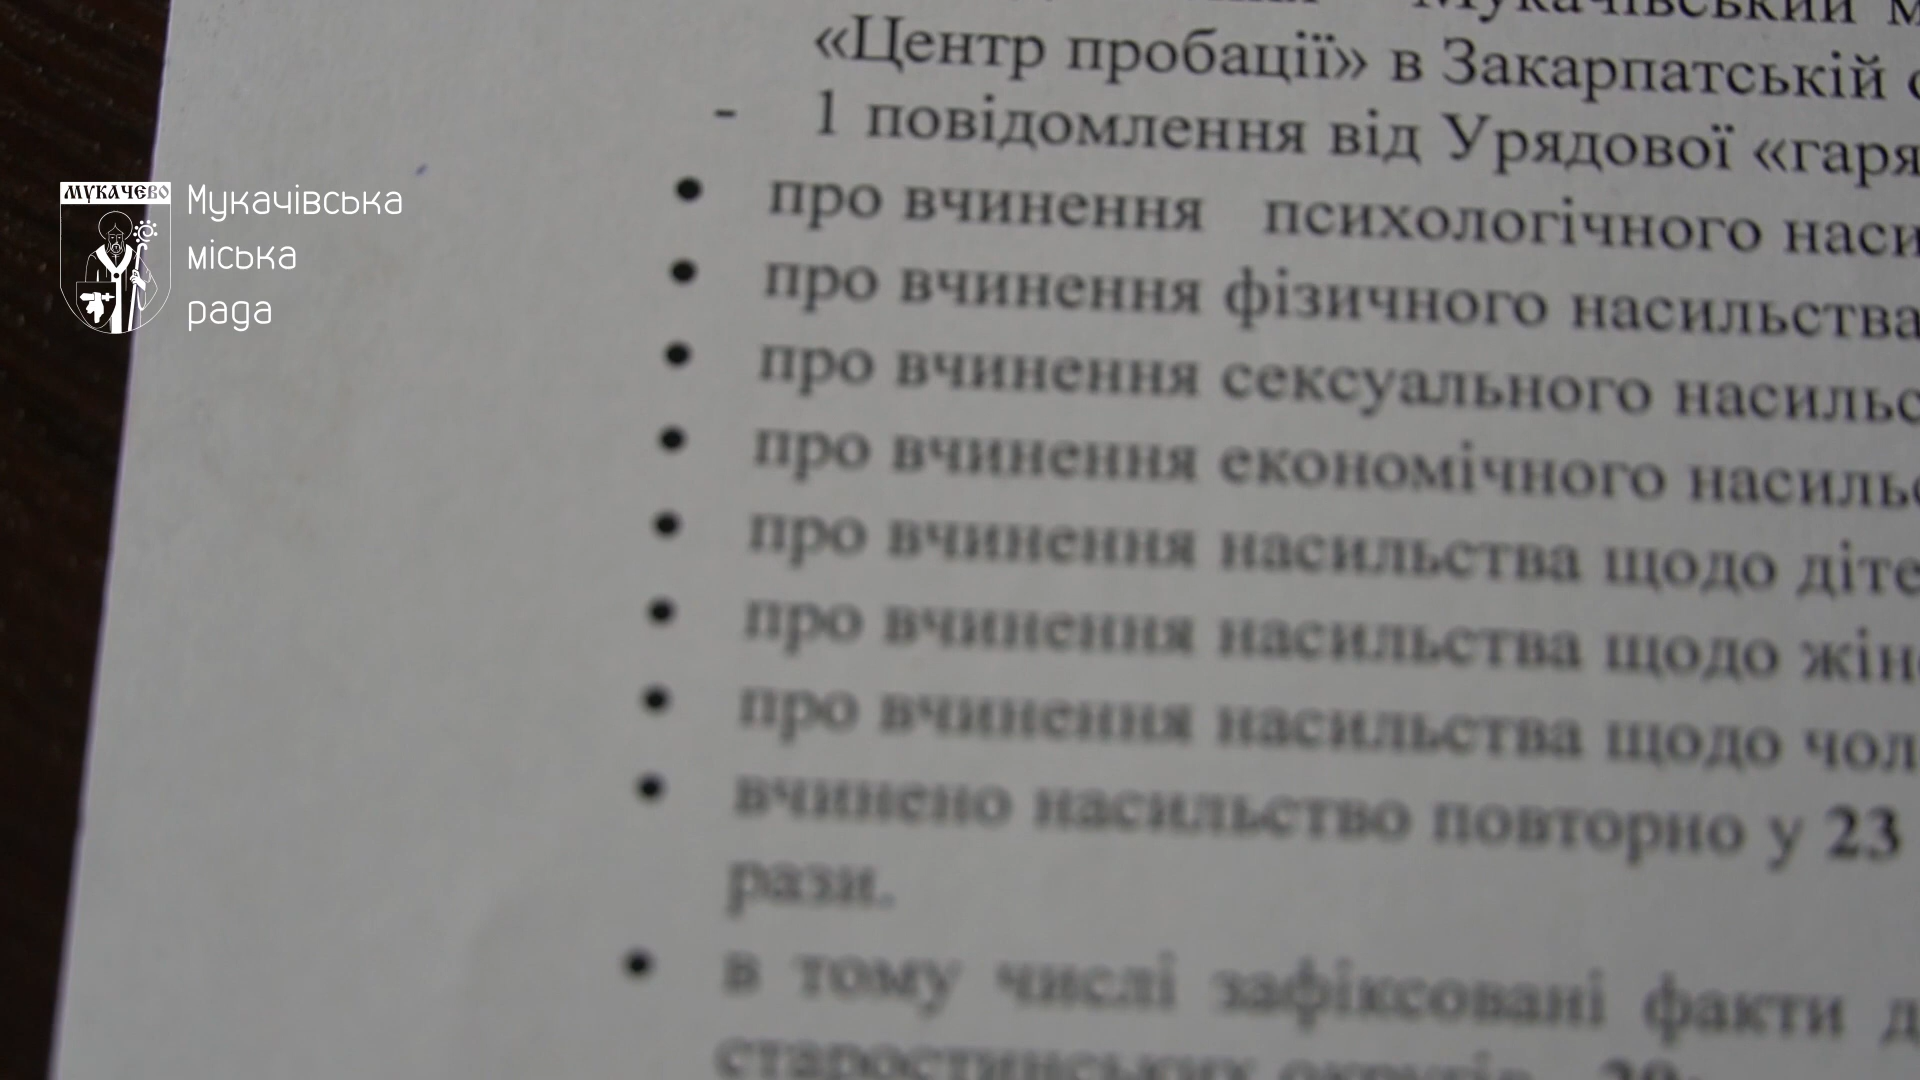 МУКАЧЕВО
Мукачівська
міська
рада
Мукачівський
«Центр пробації» в Закарпатській
- 1 повідомлення від Урядової «гаря
• про вчинення психологічного наси
• про вчинення фізичного насильства
• про вчинення сексуального насильс
• про вчинення економічного насильс
• про вчинення насильства щодо діте
• про вчинення насильства щодо жін
• про вчинення насильства щодо чол
• вчинено насильство повторно у 23
рази.
• в тому числі зафіксовані факти д
старостинських округів